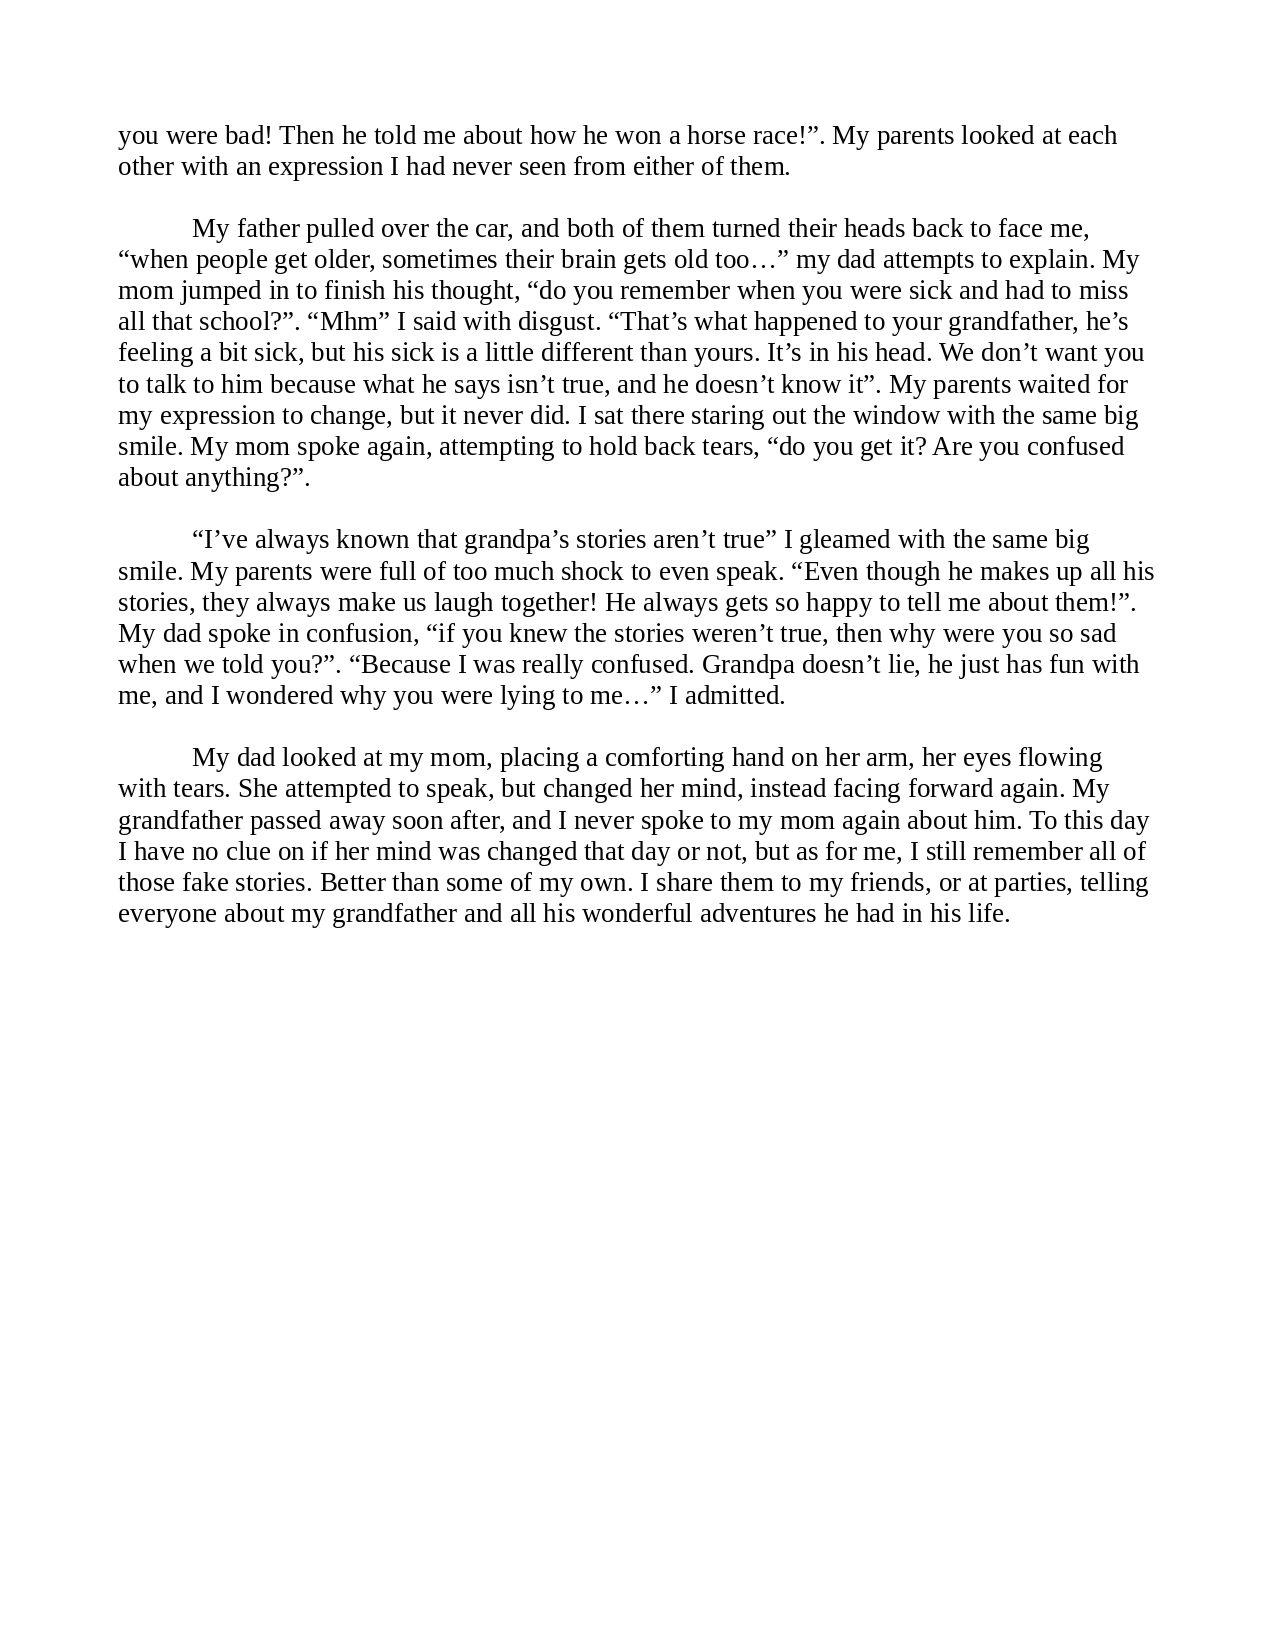 you were bad! Then he told me about how he won a horse race!”. My parents looked at each
other with an expression I had never seen from either of them.
My father pulled over the car, and both of them turned their heads back to face me,
“when people get older, sometimes their brain gets old too…” my dad attempts to explain. My
mom jumped in to finish his thought, “do you remember when you were sick and had to miss
all that school?”. “Mhm” I said with disgust. “That’s what happened to your grandfather, he’s
feeling a bit sick, but his sick is a little different than yours. It’s in his head. We don’t want you
to talk to him because what he says isn’t true, and he doesn’t know it”. My parents waited for
my expression to change, but it never did. I sat there staring out the window with the same big
smile. My mom spoke again, attempting to hold back tears, “do you get it? Are you confused
about anything?”.
“I’ve always known that grandpa’s stories aren’t true” I gleamed with the same big
smile. My parents were full of too much shock to even speak. “Even though he makes up all his
stories, they always make us laugh together! He always gets so happy to tell me about them!”.
My dad spoke in confusion, “if you knew the stories weren’t true, then why were you so sad
when we told you?”. “Because I was really confused. Grandpa doesn’t lie, he just has fun with
me, and I wondered why you were lying to me…” I admitted.
My dad looked at my mom, placing a comforting hand on her arm, her eyes flowing
with tears. She attempted to speak, but changed her mind, instead facing forward again. My
grandfather passed away soon after, and I never spoke to my mom again about him. To this day
I have no clue on if her mind was changed that day or not, but as for me, I still remember all of
those fake stories. Better than some of my own. I share them to my friends, or at parties, telling
everyone about my grandfather and all his wonderful adventures he had in his life.